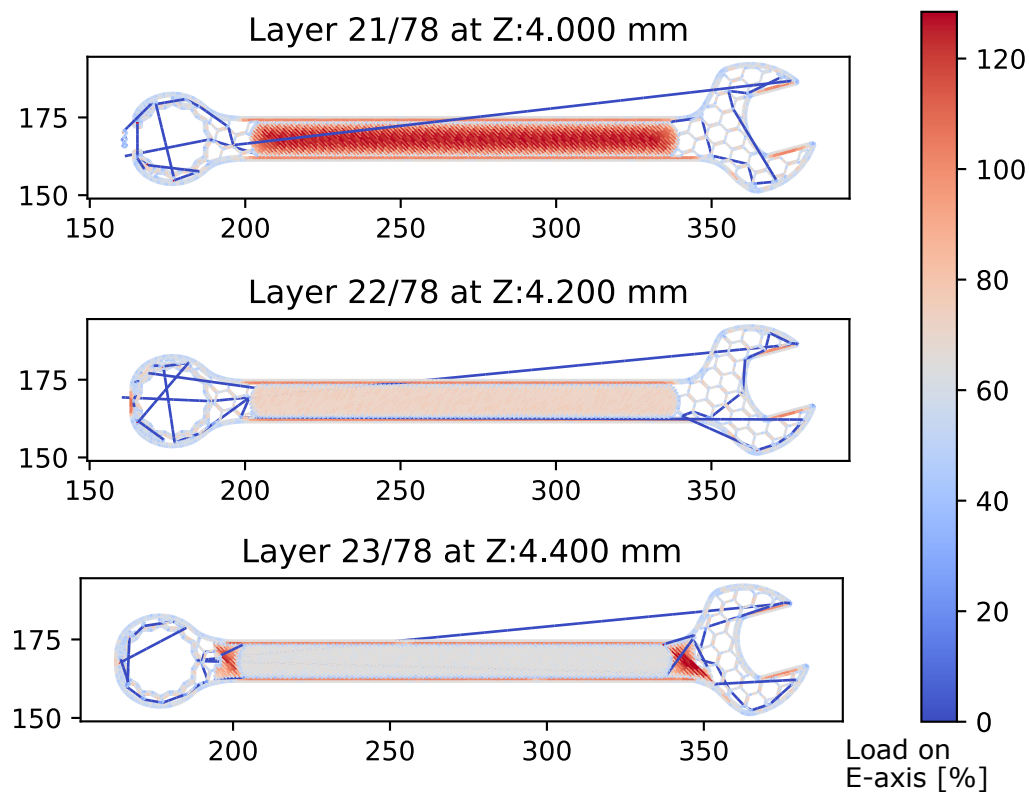 Layer 21/78 at Z:4.000 mm
175
150
150 200 250 300 350
Layer 22/78 at Z:4.200 mm
175
150
150 200 250 300 350
Layer 23/78 at Z:4.400 mm
175
150
200 250 300 350
120
100
80
60
40
20
0
Load on
E-axis [%]